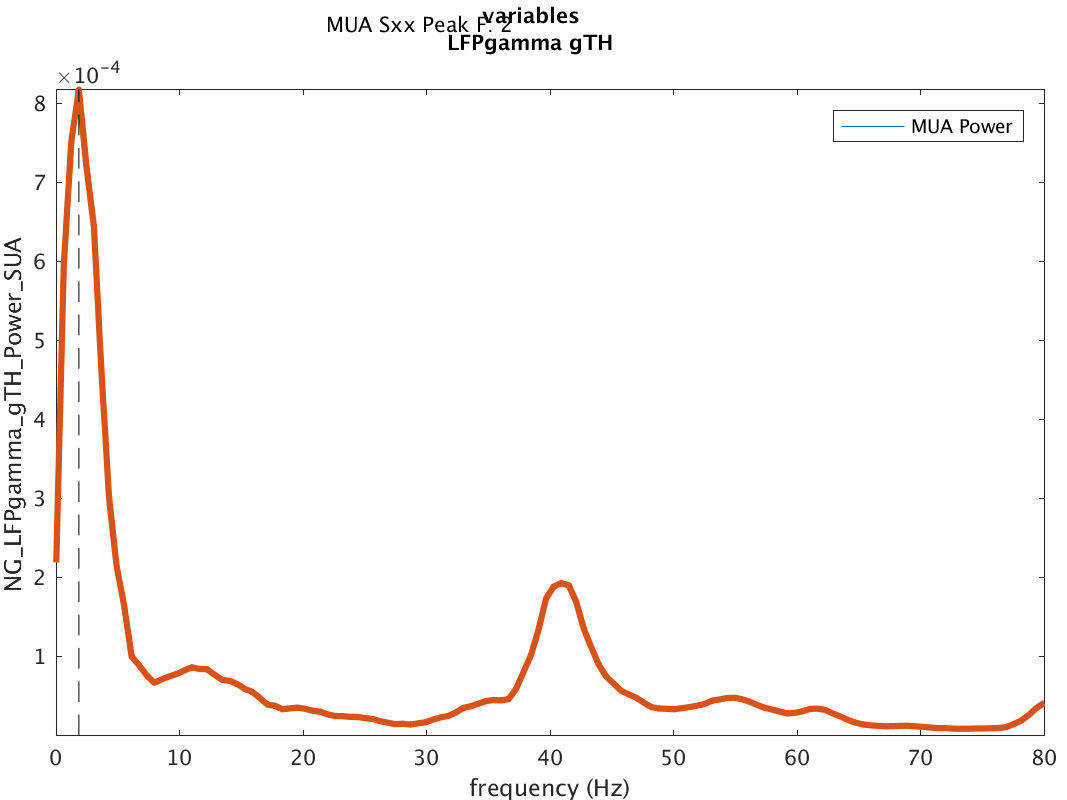 variables
MUA Sxx Peak F: 2
LFPgamma gTH
×10⁻⁴
8
7
6
5
4
3
2
1
NG_LFPgamma_gTH_Power_SUA
MUA Power
0 10 20 30 40 50 60 70 80
frequency (Hz)